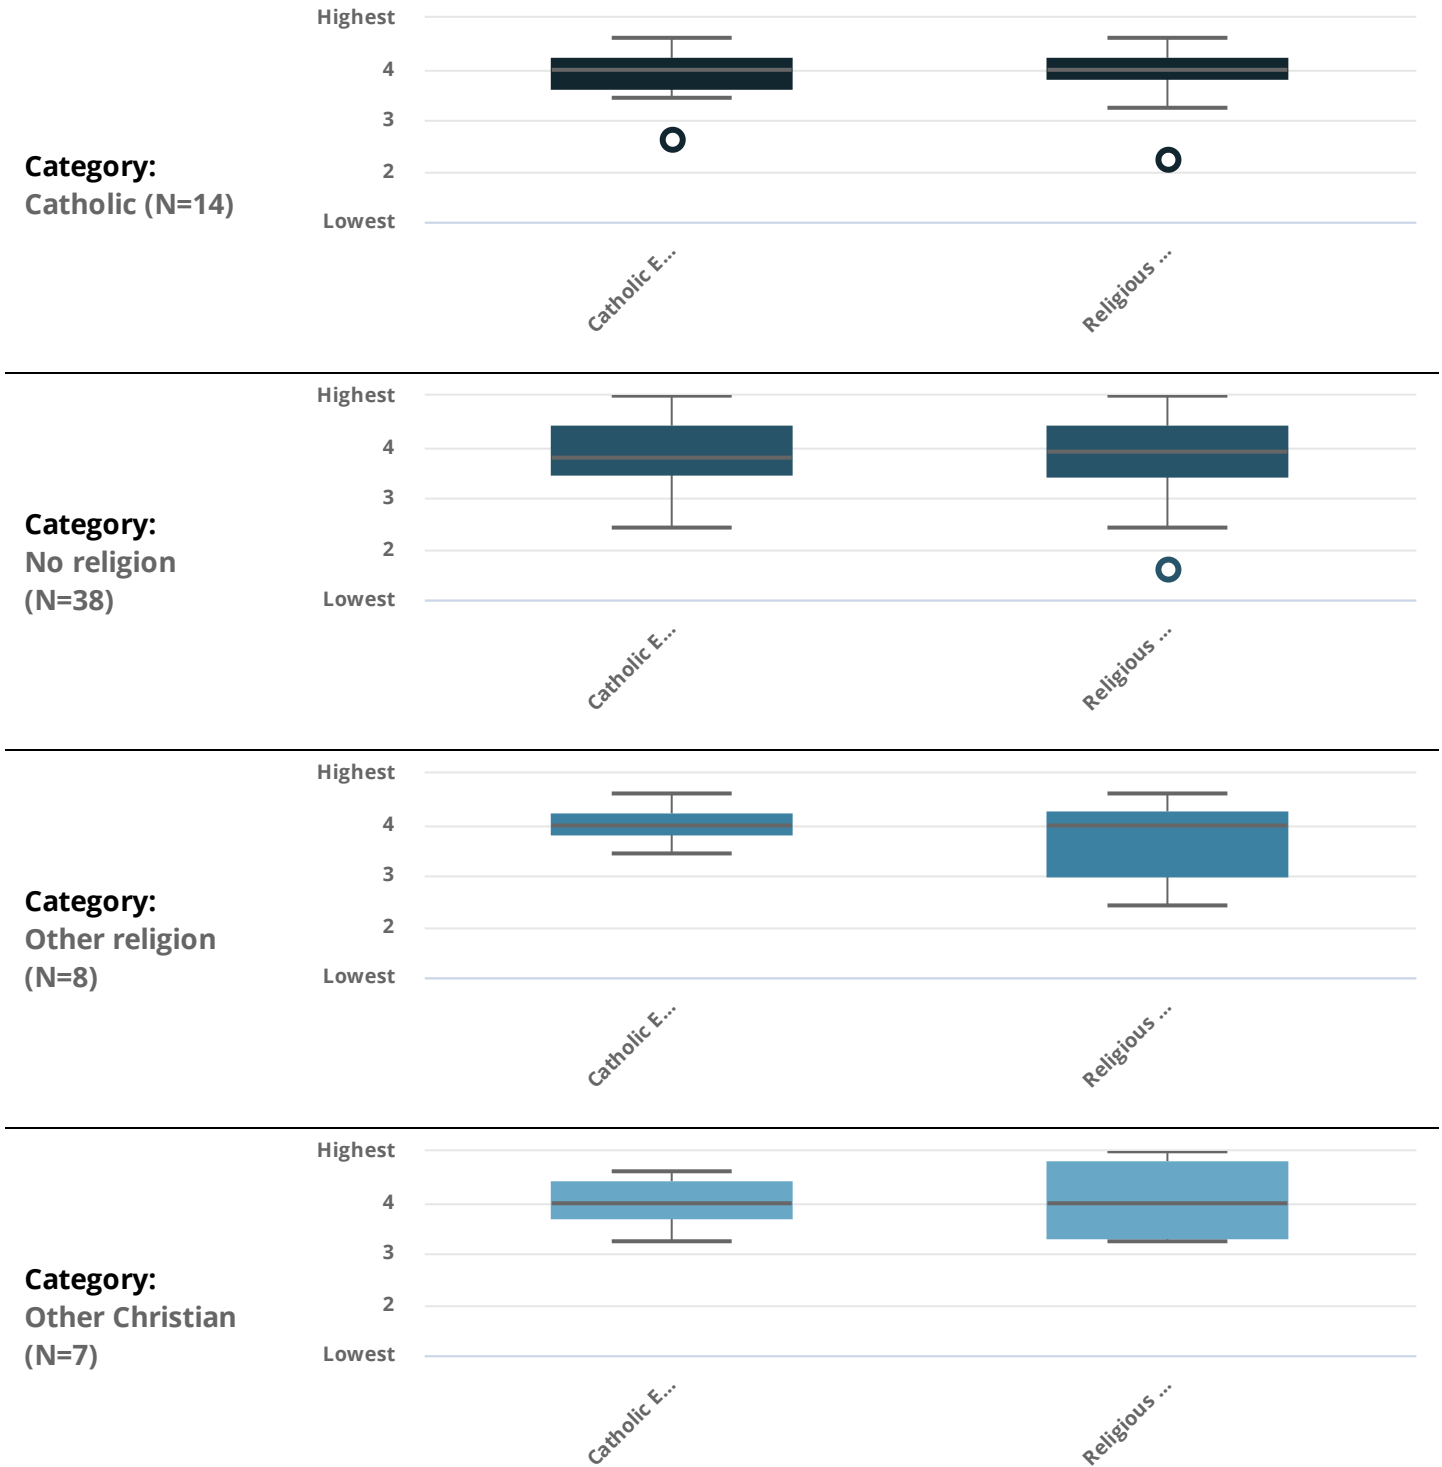 Highest
4
3
2
Lowest
Category:
Catholic (N=14)
Catholic E...
Religious ...
Highest
4
3
2
Lowest
Category:
No religion
(N=38)
Catholic E...
Religious ...
Highest
4
3
2
Lowest
Category:
Other religion
(N=8)
Catholic E...
Religious ...
Highest
4
3
2
Lowest
Category:
Other Christian
(N=7)
Catholic E...
Religious ...